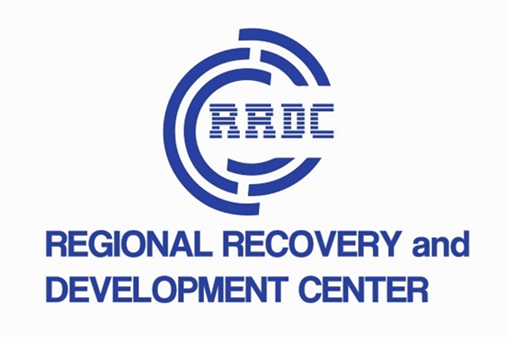 RRDC
REGIONAL RECOVERY and
DEVELOPMENT CENTER